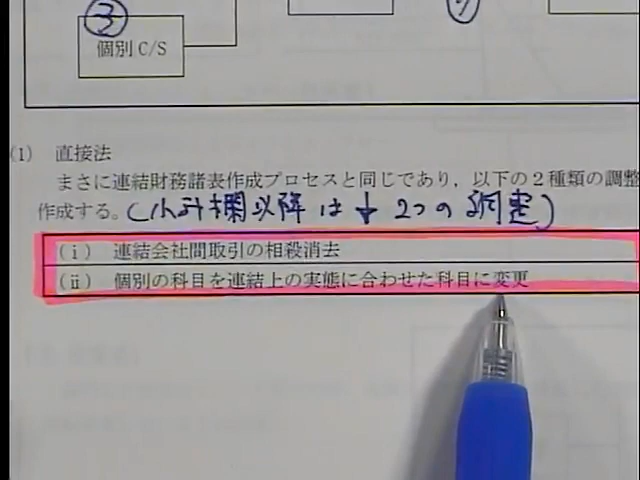 ③
個別 C/S
(1) 直接法
まさに連結財務諸表作成プロセスと同じであり，以下の２種類の調整
作成する。(小計欄以降は↓2つの調整)
(ⅰ) 連結会社間取引の相殺消去
(ⅱ) 個別の科目を連結上の実態に合わせた科目に変更